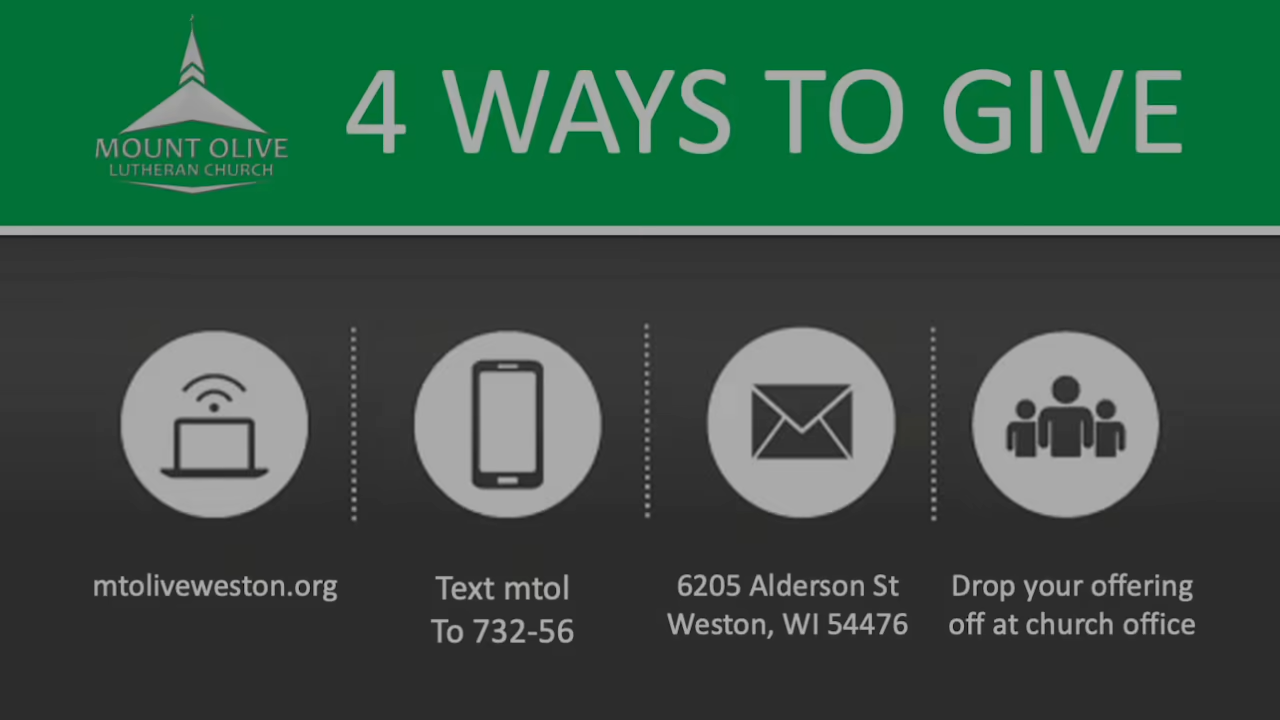 MOUNT OLIVE
LUTHERAN CHURCH
4 WAYS TO GIVE
mtoliveweston.org
Text mtol
To 732-56
6205 Alderson St
Weston, WI 54476
Drop your offering
off at church office